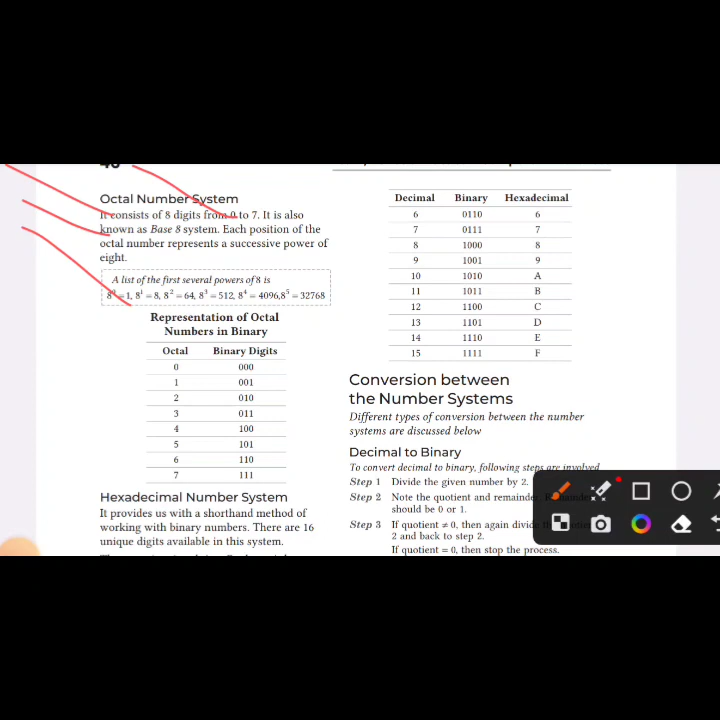 Octal Number System
It consists of 8 digits from 0 to 7. It is also
known as Base 8 system. Each position of the
octal number represents a successive power of
eight.
A list of the first several powers of 8 is
8⁰ = 1, 8¹ = 8, 8² = 64, 8³ = 512, 8⁴ = 4096, 8⁵ = 32768
Representation of Octal
Numbers in Binary
Octal Binary Digits
0 000
1 001
2 010
3 011
4 100
5 101
6 110
7 111
Hexadecimal Number System
It provides us with a shorthand method of
working with binary numbers. There are 16
unique digits available in this system.
Decimal Binary Hexadecimal
6 0110 6
7 0111 7
8 1000 8
9 1001 9
10 1010 A
11 1011 B
12 1100 C
13 1101 D
14 1110 E
15 1111 F
Conversion between
the Number Systems
Different types of conversion between the number
systems are discussed below
Decimal to Binary
To convert decimal to binary, following steps are involved
Step 1 Divide the given number by 2.
Step 2 Note the quotient and remainder.
should be 0 or 1.
Step 3 If quotient ≠ 0, then again divide
2 and back to step 2.
If quotient = 0, then stop the process.